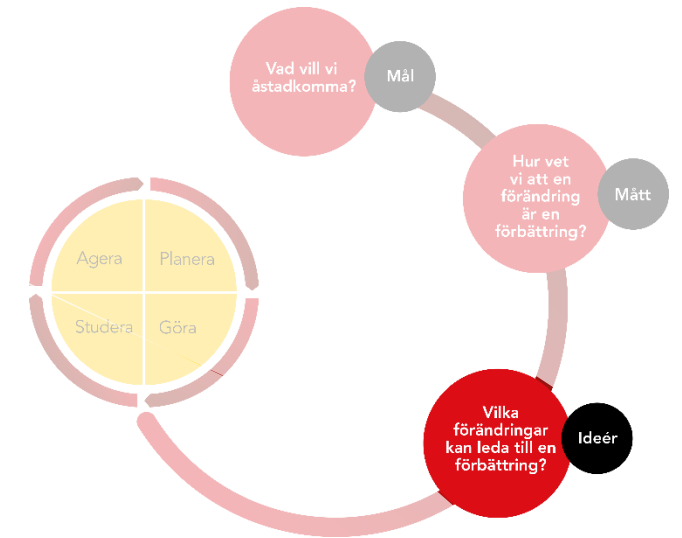 Vad vill vi
åstadkomma?
Mål
Hur vet
vi att en
förändring
är en
förbättring?
Mått
Agera
Planera
Studera
Göra
Vilka
förändringar
kan leda till en
förbättring?
Ideér